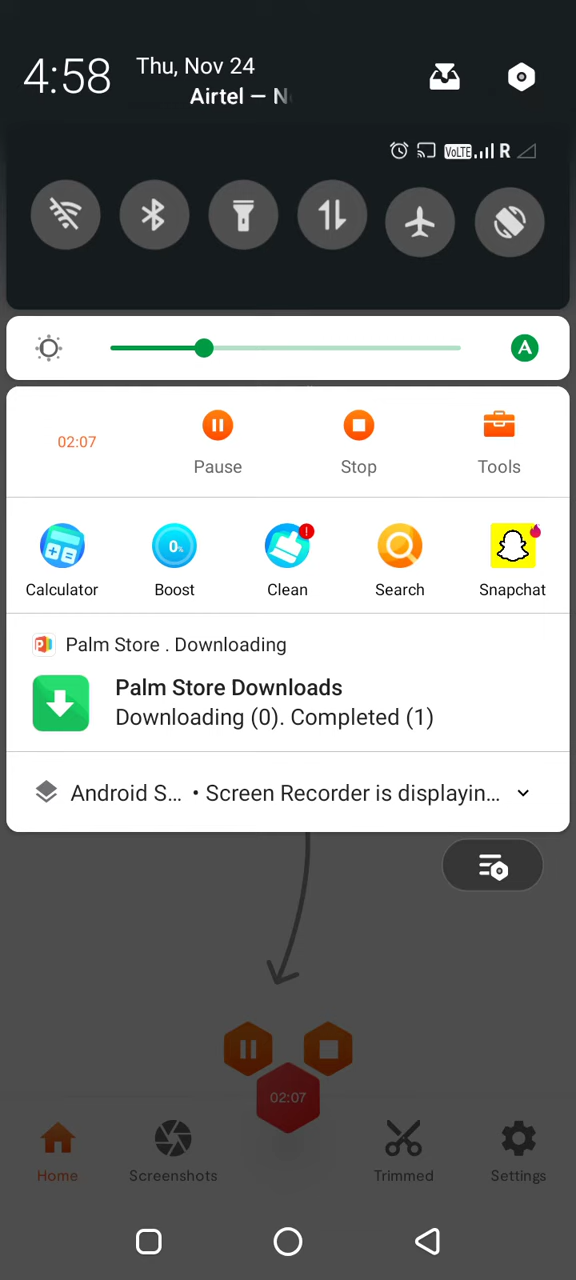 4:58 Thu, Nov 24
Airtel — N
VoLTE R
A
02:07
Pause
Stop
Tools
0%
!
Calculator
Boost
Clean
Search
Snapchat
Palm Store . Downloading
Palm Store Downloads
Downloading (0). Completed (1)
Android S... • Screen Recorder is displayin...
02:07
Home
Screenshots
Trimmed
Settings